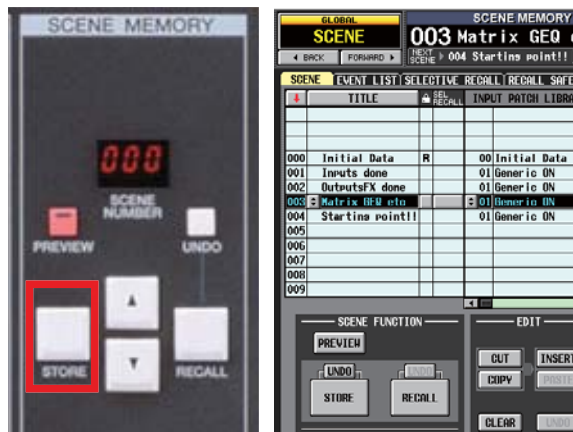 SCENE MEMORY
000
SCENE
NUMBER
PREVIEW
UNDO
STORE
RECALL
GLOBAL
SCENE
SCENE MEMORY
003 Matrix GEQ
BACK
FORWARD
NEXT
SCENE
004 Starting point!!
SCENE
EVENT LIST
SELECTIVE RECALL
RECALL SAFE
TITLE
SEL
RECALL
INPUT PATCH LIBRA
000 Initial Data R 00 Initial Data
001 Inputs done 01 Generic ON
002 OutputsFX done 01 Generic ON
003 Matrix GEQ etc 01 Generic ON
004 Starting point!! 01 Generic ON
005
006
007
008
009
SCENE FUNCTION
EDIT
PREVIEW
UNDO
UNDO
STORE
RECALL
CUT
INSERT
COPY
PASTE
CLEAR
UNDO